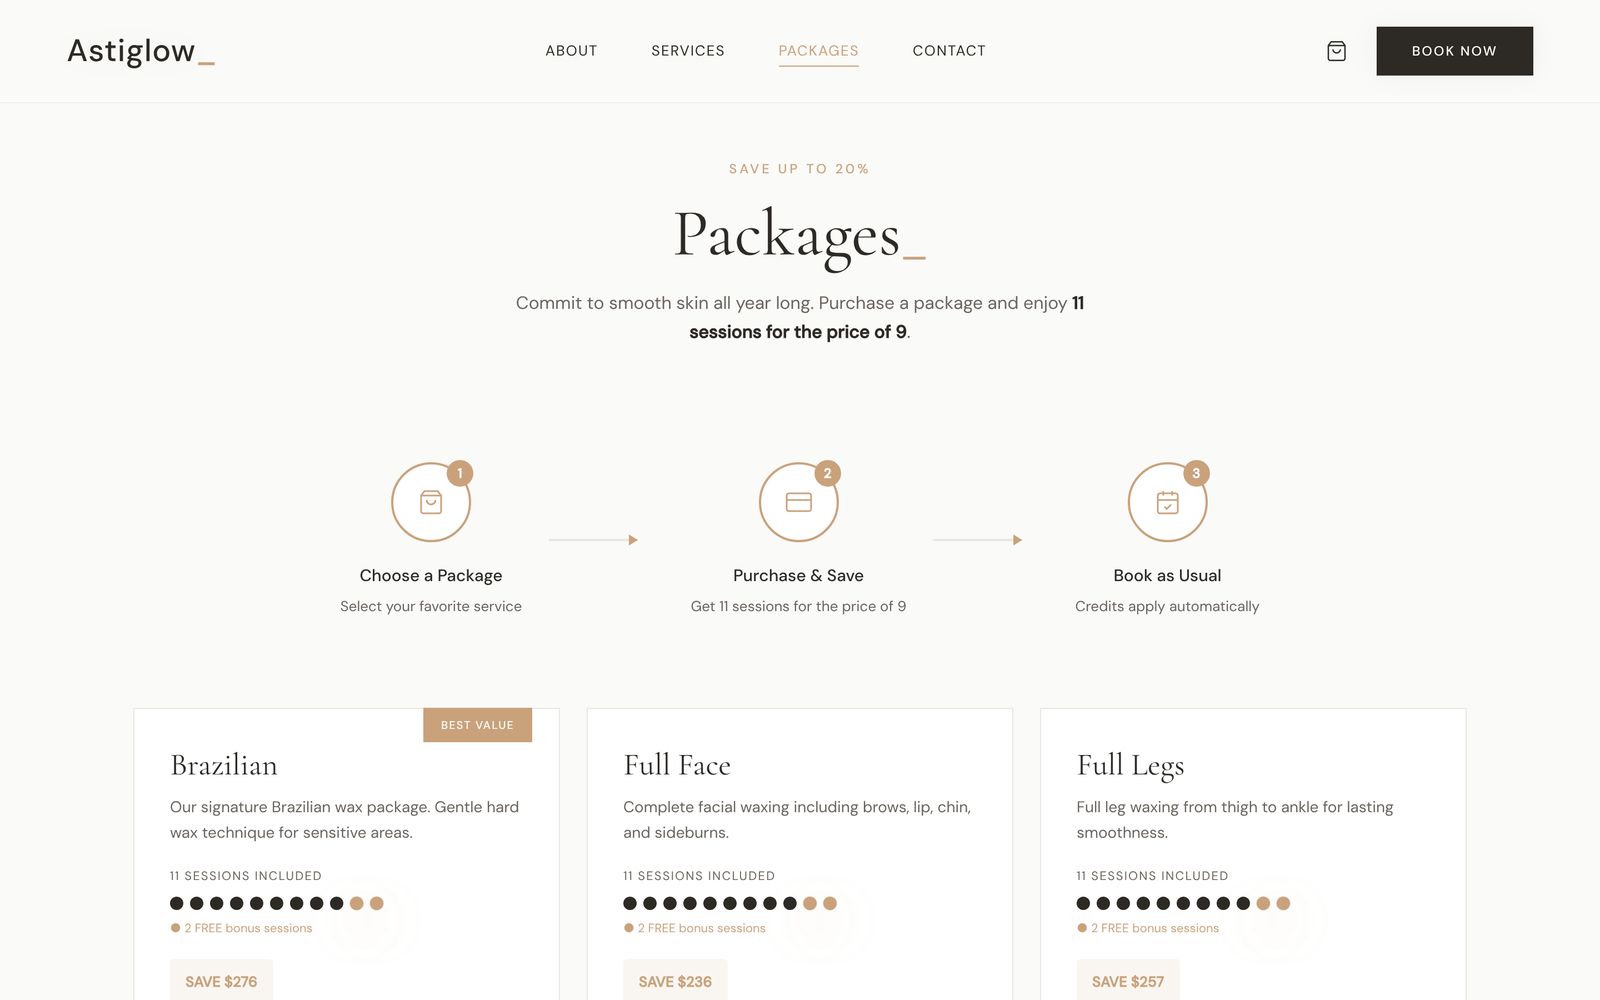 Astiglow_
ABOUT
SERVICES
PACKAGES
CONTACT
BOOK NOW
SAVE UP TO 20%
Packages_
Commit to smooth skin all year long. Purchase a package and enjoy 11
sessions for the price of 9.
1
2
3
Choose a Package
Select your favorite service
Purchase & Save
Get 11 sessions for the price of 9
Book as Usual
Credits apply automatically
BEST VALUE
Brazilian
Our signature Brazilian wax package. Gentle hard
wax technique for sensitive areas.
11 SESSIONS INCLUDED
2 FREE bonus sessions
SAVE $276
Full Face
Complete facial waxing including brows, lip, chin,
and sideburns.
11 SESSIONS INCLUDED
2 FREE bonus sessions
SAVE $236
Full Legs
Full leg waxing from thigh to ankle for lasting
smoothness.
11 SESSIONS INCLUDED
2 FREE bonus sessions
SAVE $257